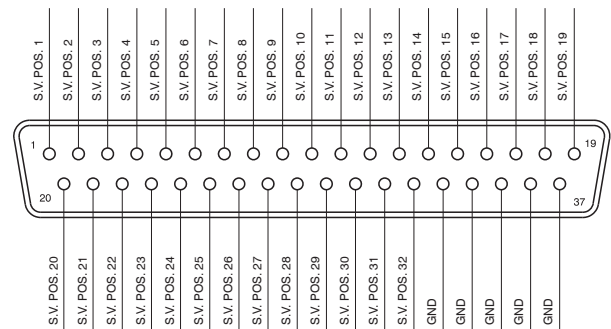 S.V. POS. 1
S.V. POS. 2
S.V. POS. 3
S.V. POS. 4
S.V. POS. 5
S.V. POS. 6
S.V. POS. 7
S.V. POS. 8
S.V. POS. 9
S.V. POS. 10
S.V. POS. 11
S.V. POS. 12
S.V. POS. 13
S.V. POS. 14
S.V. POS. 15
S.V. POS. 16
S.V. POS. 17
S.V. POS. 18
S.V. POS. 19
1
19
20
37
S.V. POS. 20
S.V. POS. 21
S.V. POS. 22
S.V. POS. 23
S.V. POS. 24
S.V. POS. 25
S.V. POS. 26
S.V. POS. 27
S.V. POS. 28
S.V. POS. 29
S.V. POS. 30
S.V. POS. 31
S.V. POS. 32
GND
GND
GND
GND
GND